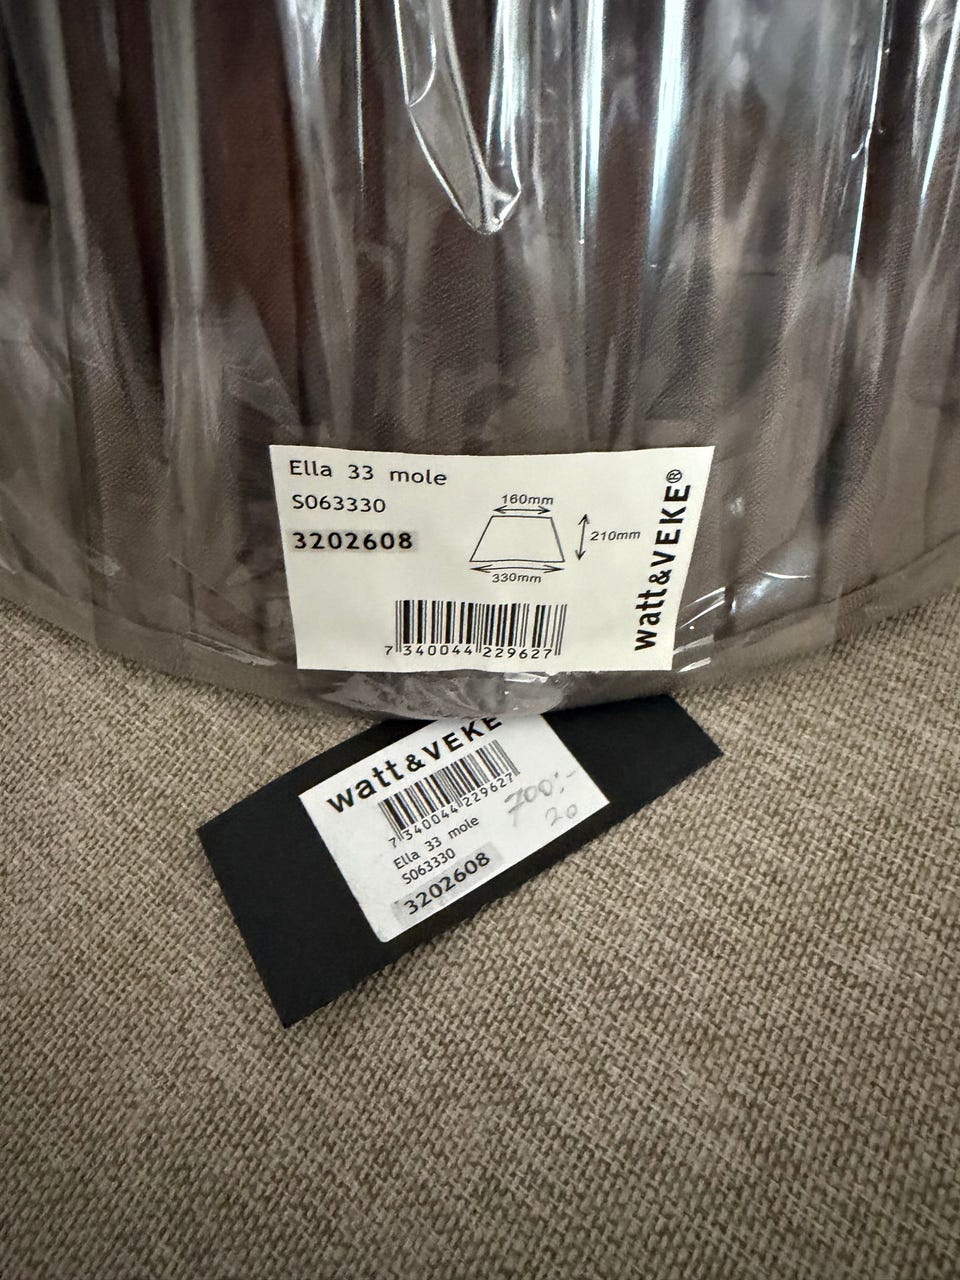 Ella 33 mole
S063330
3202608
160mm
210mm
330mm
7 340044 229627
watt&VEKE®
watt&VEKE
7 340044 229627
Ella 33 mole
S063330
3202608
700:-
20